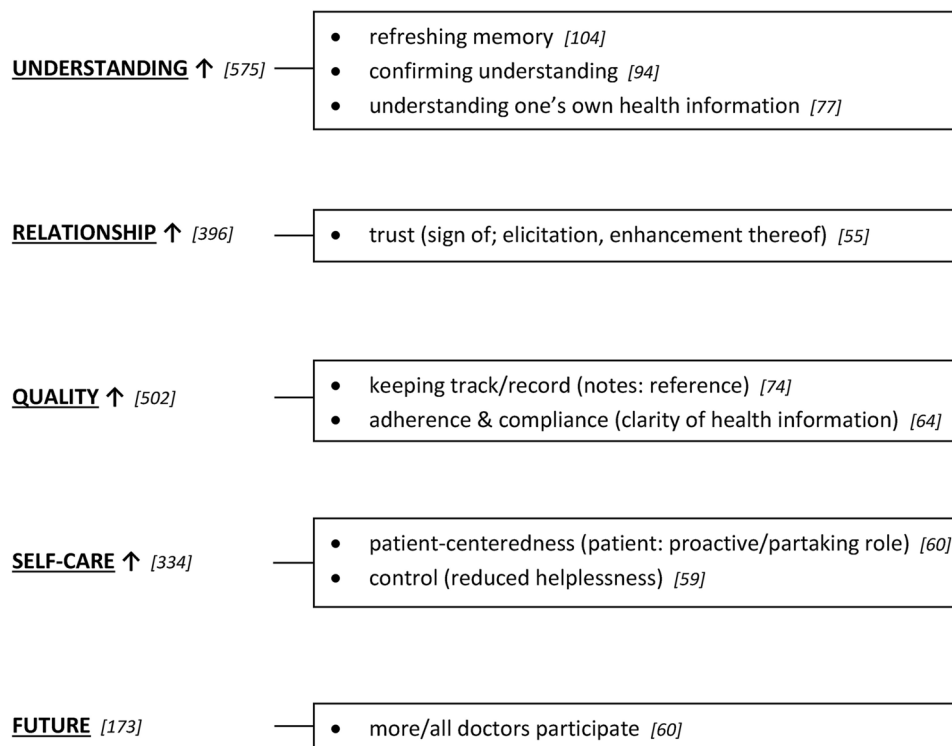 UNDERSTANDING ↑ [575]
• refreshing memory [104]
• confirming understanding [94]
• understanding one’s own health information [77]
RELATIONSHIP ↑ [396]
• trust (sign of; elicitation, enhancement thereof) [55]
QUALITY ↑ [502]
• keeping track/record (notes: reference) [74]
• adherence & compliance (clarity of health information) [64]
SELF-CARE ↑ [334]
• patient-centeredness (patient: proactive/partaking role) [60]
• control (reduced helplessness) [59]
FUTURE [173]
• more/all doctors participate [60]